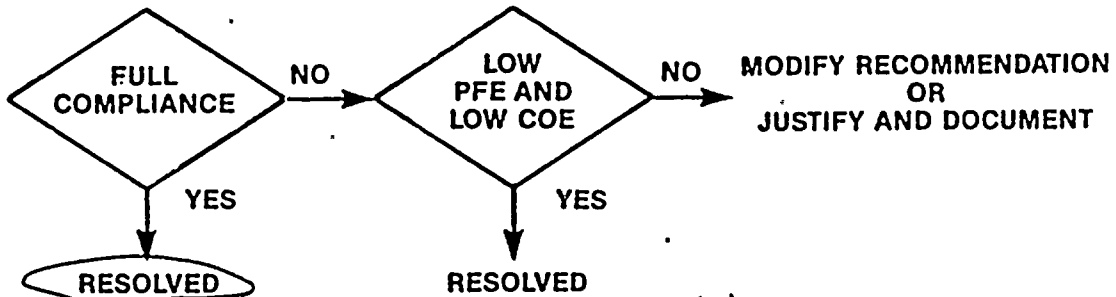 FULL
COMPLIANCE
NO
LOW
PFE AND
LOW COE
NO
MODIFY RECOMMENDATION
OR
JUSTIFY AND DOCUMENT
YES
YES
RESOLVED
RESOLVED